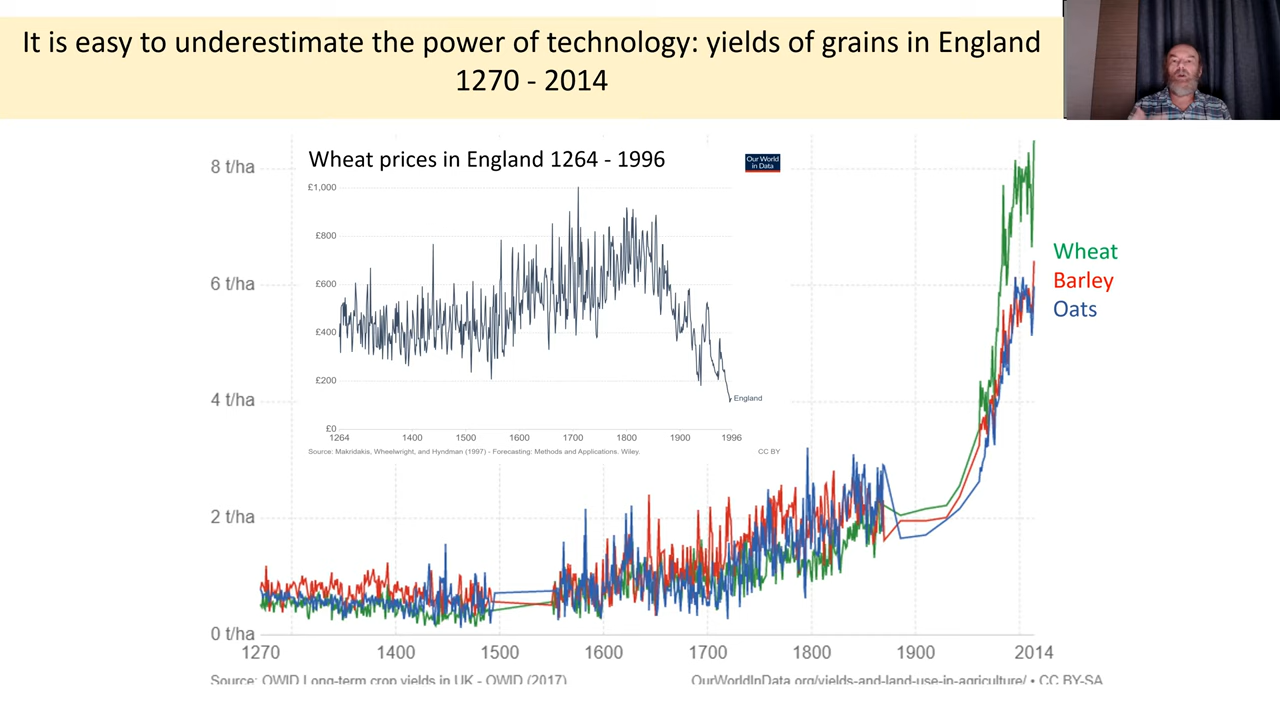 It is easy to underestimate the power of technology: yields of grains in England
1270 - 2014
8 t/ha
6 t/ha
4 t/ha
2 t/ha
0 t/ha
1270
1400
1500
1600
1700
1800
1900
2014
Wheat
Barley
Oats
Wheat prices in England 1264 - 1996
Our World
in Data
£1,000
£800
£600
£400
£200
£0
1264
1400
1500
1600
1700
1800
1900
1996
England
Source: Makridakis, Wheelwright, and Hyndman (1997) - Forecasting: Methods and Applications. Wiley.
CC BY
Source: OWID Long-term crop yields in UK - OWID (2017)
OurWorldInData.org/yields-and-land-use-in-agriculture/ • CC BY-SA